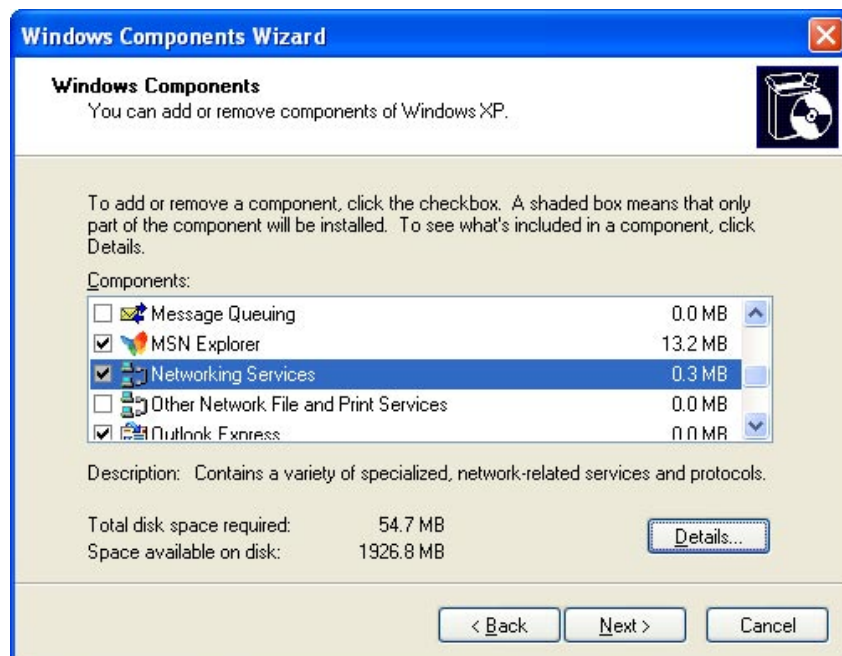 Windows Components Wizard
Windows Components
You can add or remove components of Windows XP.
To add or remove a component, click the checkbox. A shaded box means that only
part of the component will be installed. To see what's included in a component, click
Details.
Components:
Message Queuing 0.0 MB
MSN Explorer 13.2 MB
Networking Services 0.3 MB
Other Network File and Print Services 0.0 MB
Outlook Express 0.0 MB
Description: Contains a variety of specialized, network-related services and protocols.
Total disk space required: 54.7 MB
Space available on disk: 1926.8 MB
Details...
< Back
Next >
Cancel